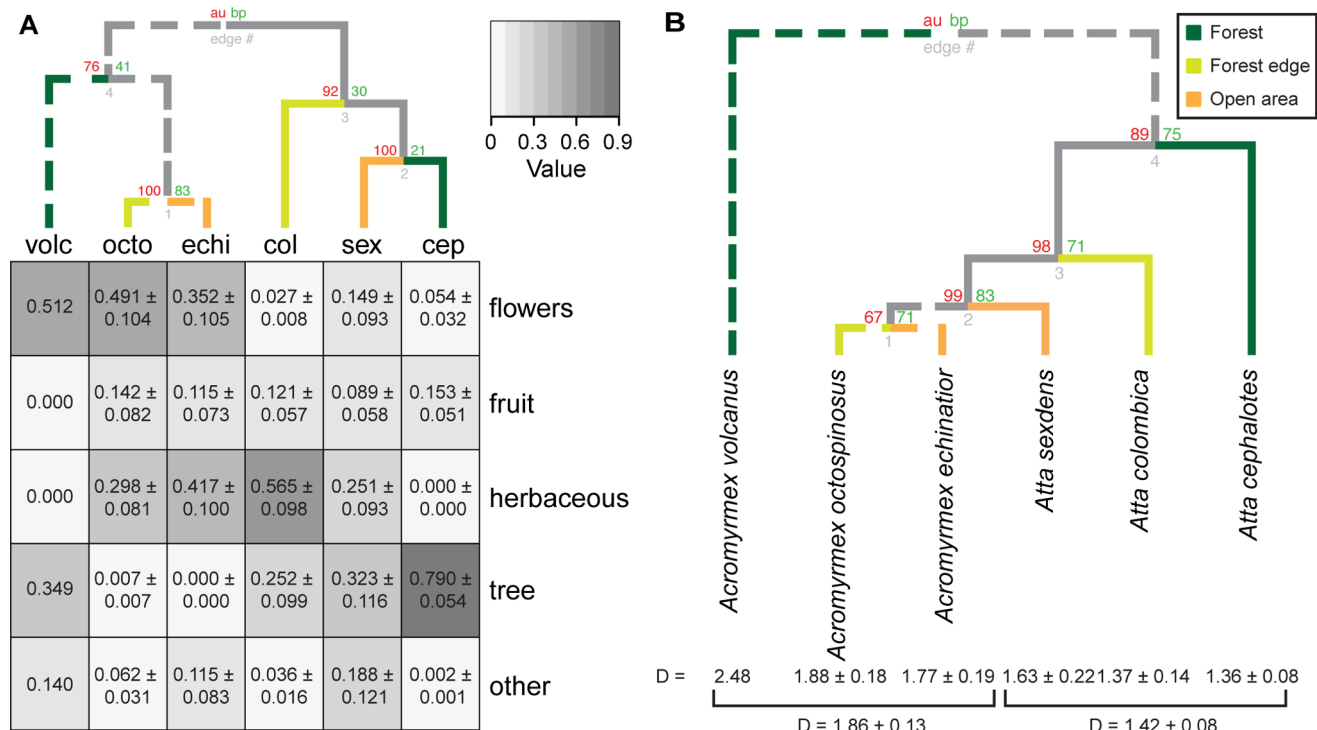 A
au bp
edge #
76 41
4
92 30
3
100 21
2
100 83
1
0 0.3 0.6 0.9
Value
volc octo echi col sex cep
0.512 0.491 ± 0.104 0.352 ± 0.105 0.027 ± 0.008 0.149 ± 0.093 0.054 ± 0.032 flowers
0.000 0.142 ± 0.082 0.115 ± 0.073 0.121 ± 0.057 0.089 ± 0.058 0.153 ± 0.051 fruit
0.000 0.298 ± 0.081 0.417 ± 0.100 0.565 ± 0.098 0.251 ± 0.093 0.000 ± 0.000 herbaceous
0.349 0.007 ± 0.007 0.000 ± 0.000 0.252 ± 0.099 0.323 ± 0.116 0.790 ± 0.054 tree
0.140 0.062 ± 0.031 0.115 ± 0.083 0.036 ± 0.016 0.188 ± 0.121 0.002 ± 0.001 other
B
au bp
edge #
Forest
Forest edge
Open area
89 75
4
98 71
3
99 83
2
67 71
1
Acromyrmex volcanus
Acromyrmex octospinosus
Acromyrmex echinatior
Atta sexdens
Atta colombica
Atta cephalotes
D = 2.48 1.88 ± 0.18 1.77 ± 0.19 1.63 ± 0.22 1.37 ± 0.14 1.36 ± 0.08
D = 1.86 ± 0.13 D = 1.42 ± 0.08